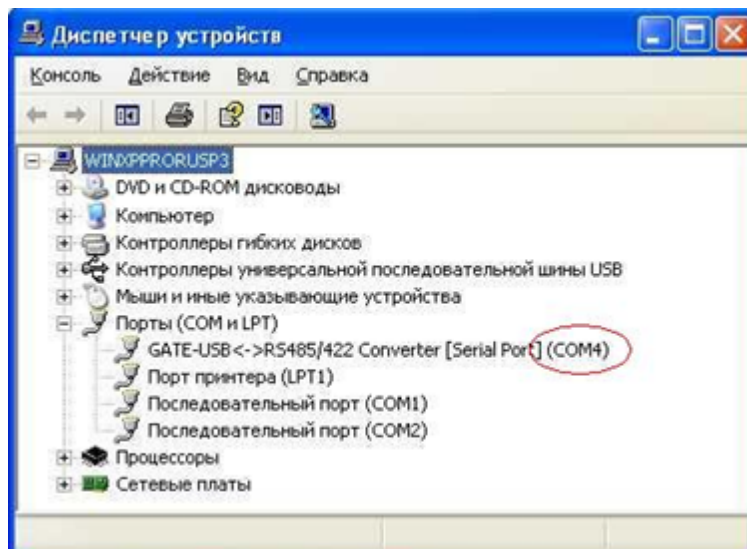 Диспетчер устройств
Консоль Действие Вид Справка
WINXPPRORUSP3
DVD и CD-ROM дисководы
Компьютер
Контроллеры гибких дисков
Контроллеры универсальной последовательной шины USB
Мыши и иные указывающие устройства
Порты (COM и LPT)
GATE-USB<->RS485/422 Converter [Serial Port] (COM4)
Порт принтера (LPT1)
Последовательный порт (COM1)
Последовательный порт (COM2)
Процессоры
Сетевые платы